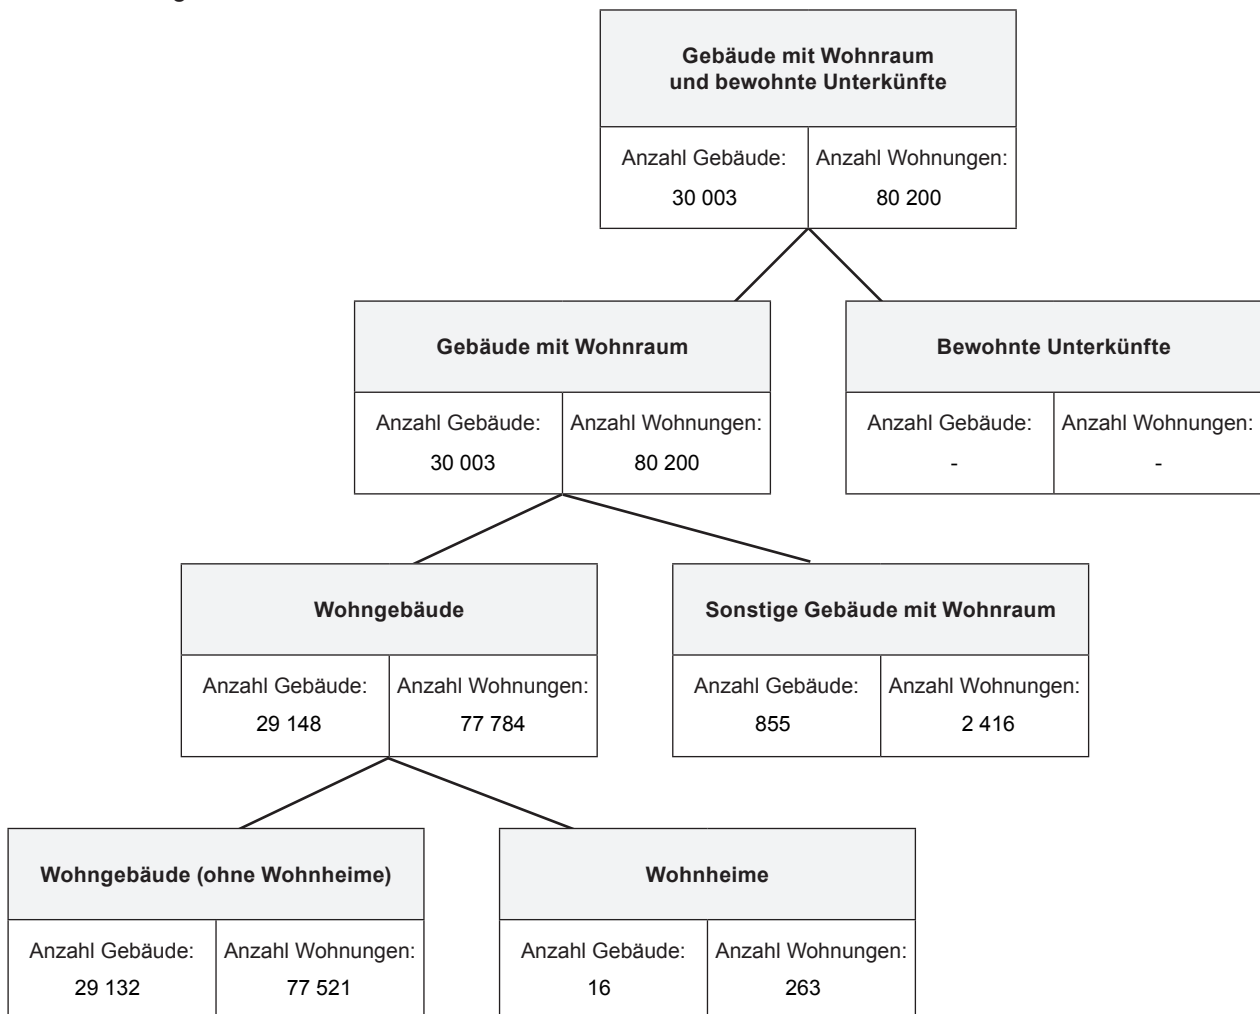 Gebäude mit Wohnraum
und bewohnte Unterkünfte
Anzahl Gebäude: Anzahl Wohnungen:
30 003 80 200
Gebäude mit Wohnraum Bewohnte Unterkünfte
Anzahl Gebäude: Anzahl Wohnungen: Anzahl Gebäude: Anzahl Wohnungen:
30 003 80 200 - -
Wohngebäude Sonstige Gebäude mit Wohnraum
Anzahl Gebäude: Anzahl Wohnungen: Anzahl Gebäude: Anzahl Wohnungen:
29 148 77 784 855 2 416
Wohngebäude (ohne Wohnheime) Wohnheime
Anzahl Gebäude: Anzahl Wohnungen: Anzahl Gebäude: Anzahl Wohnungen:
29 132 77 521 16 263